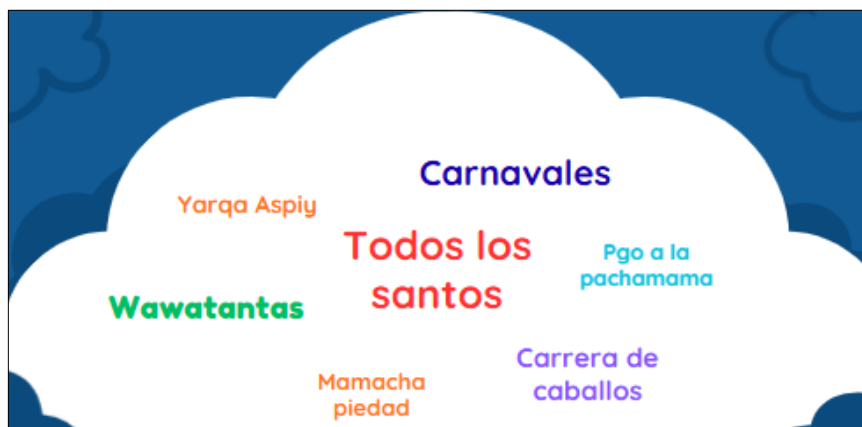 Carnavales
Yarqa Aspiy
Todos los
santos
Pgo a la
pachamama
Wawatantas
Carrera de
caballos
Mamacha
piedad